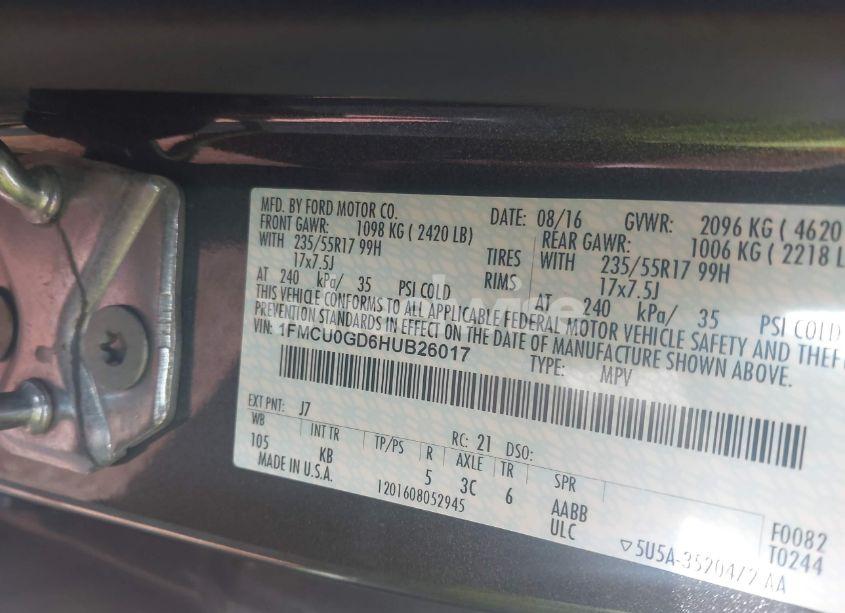 MFD. BY FORD MOTOR CO.
DATE: 08/16 GVWR: 2096 KG ( 4620
FRONT GAWR: 1098 KG ( 2420 LB)
REAR GAWR: 1006 KG ( 2218 L
WITH 235/55R17 99H TIRES
WITH 235/55R17 99H
17x7.5J RIMS
17x7.5J
AT 240 kPa/ 35 PSI COLD
AT 240 kPa/ 35 PSI COLD
THIS VEHICLE CONFORMS TO ALL APPLICABLE FEDERAL MOTOR VEHICLE SAFETY AND THEFT
PREVENTION STANDARDS IN EFFECT ON THE DATE OF MANUFACTURE SHOWN ABOVE.
VIN: 1FMCU0GD6HUB26017
TYPE: MPV
EXT PNT: J7 RC: 21 DSO:
WB INT TR TP/PS R AXLE TR SPR
105 KB 5 3C 6 AABB
MADE IN U.S.A. 1201608052945 ULC
F0082
T0244
▽5U5A-35204/2-AA